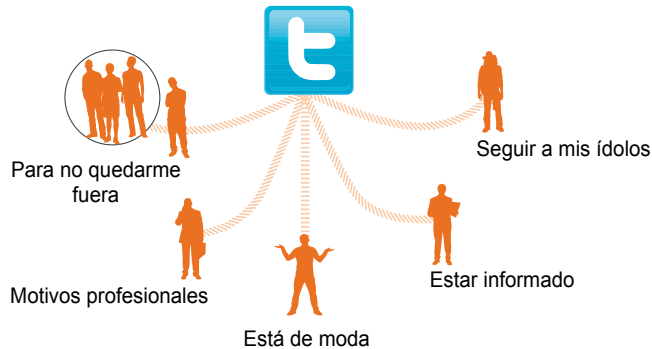 t
Para no quedarme
fuera
Seguir a mis ídolos
Motivos profesionales
Estar informado
Está de moda